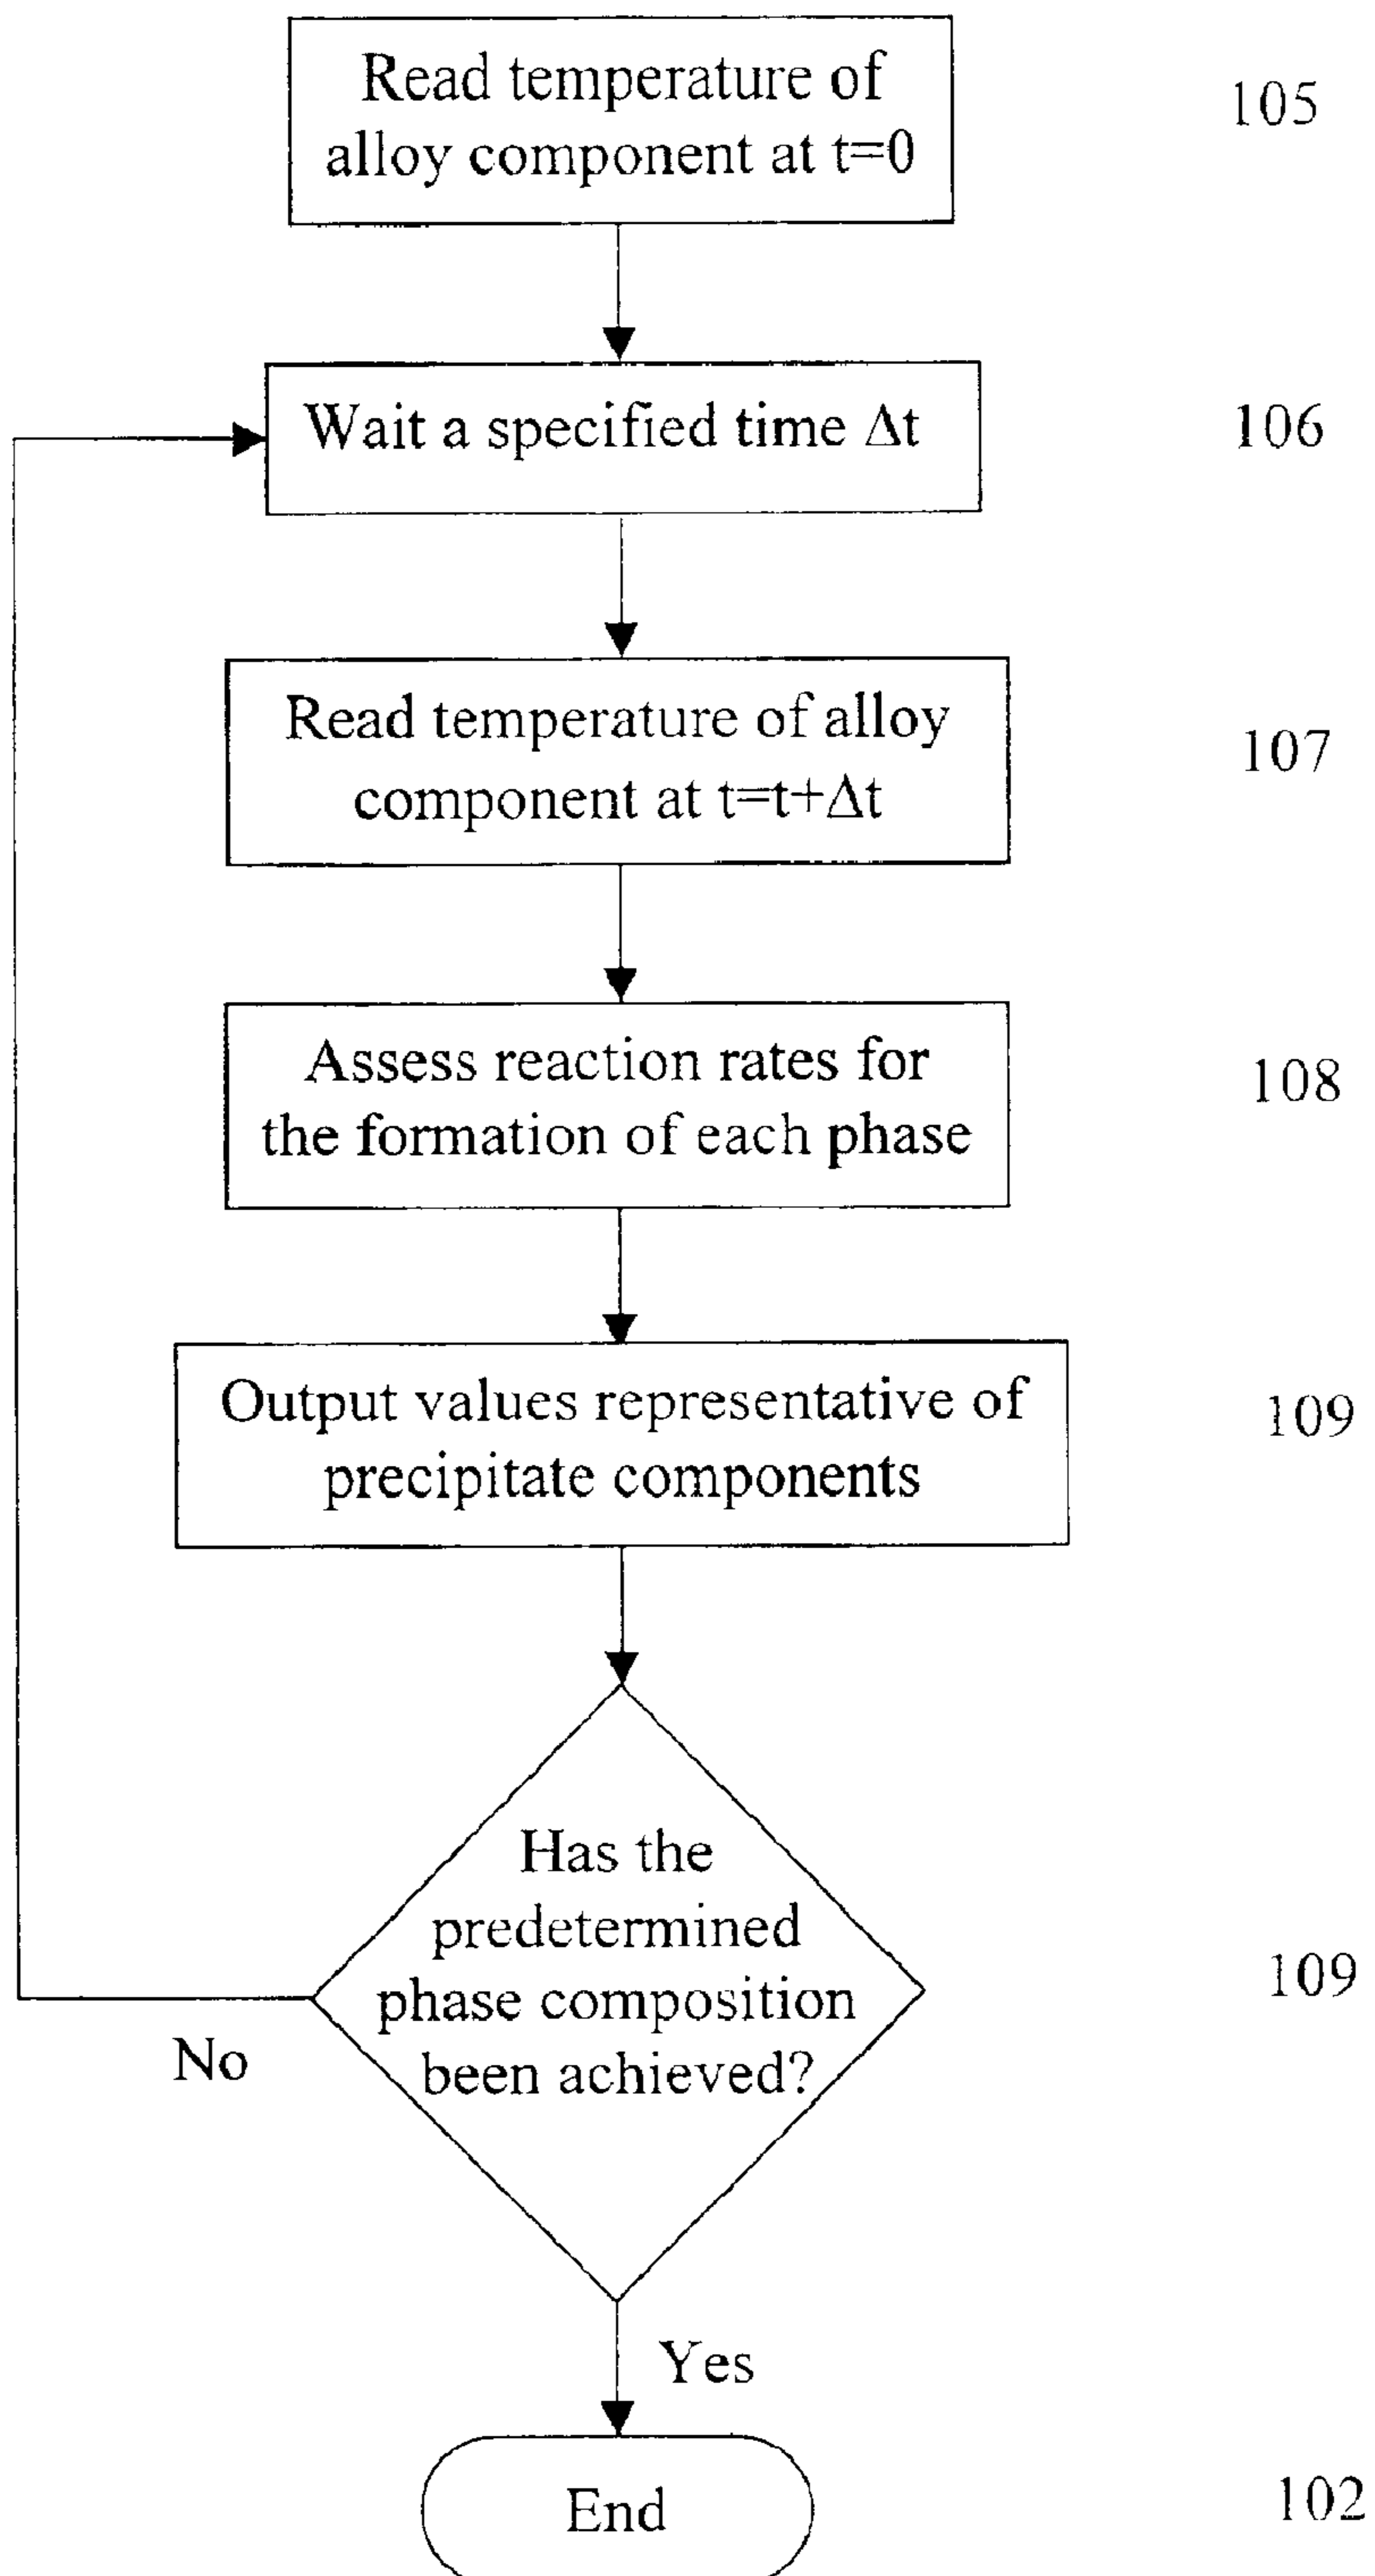 Read temperature of
alloy component at t=0
105
Wait a specified time Δt
106
Read temperature of alloy
component at t=t+Δt
107
Assess reaction rates for
the formation of each phase
108
Output values representative of
precipitate components
109
Has the
predetermined
phase composition
been achieved?
109
No
Yes
End
102